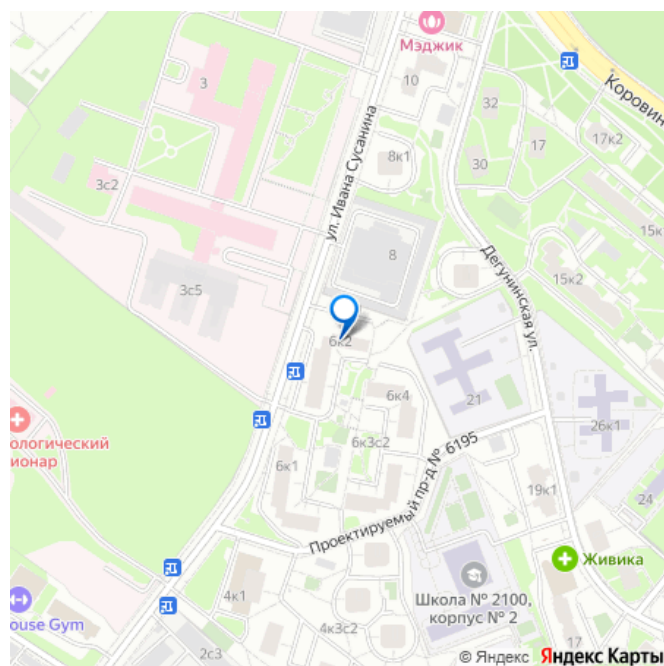 Мэджик
10
3
32
17
17к2
Коровин
ул. Ивана Сусанина
8к1
30
3с2
15к
8
Дегунинская ул.
15к2
3с5
6к2
21
6к4
26к1
ологический
ионар
6к3с2
6к1
Проектируемый пр-д № 6195
19к1
24
Живика
Школа № 2100,
корпус № 2
4к1
ouse Gym
4к3с2
2с3
17
© Яндекс Яндекс Карты